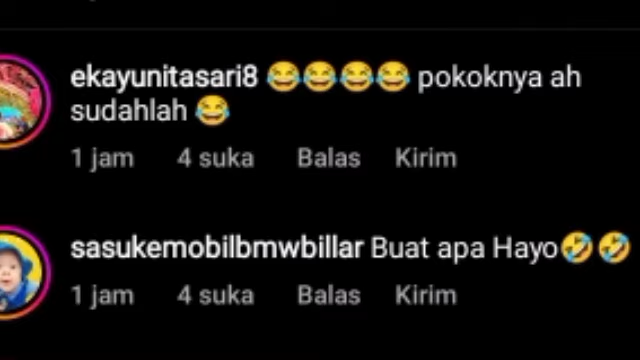 ekayunitasari8 😂😂😂😂 pokoknya ah
sudahlah 😂
1 jam 4 suka Balas Kirim
sasukemobilbmwbillar Buat apa Hayo🤣🤣
1 jam 4 suka Balas Kirim